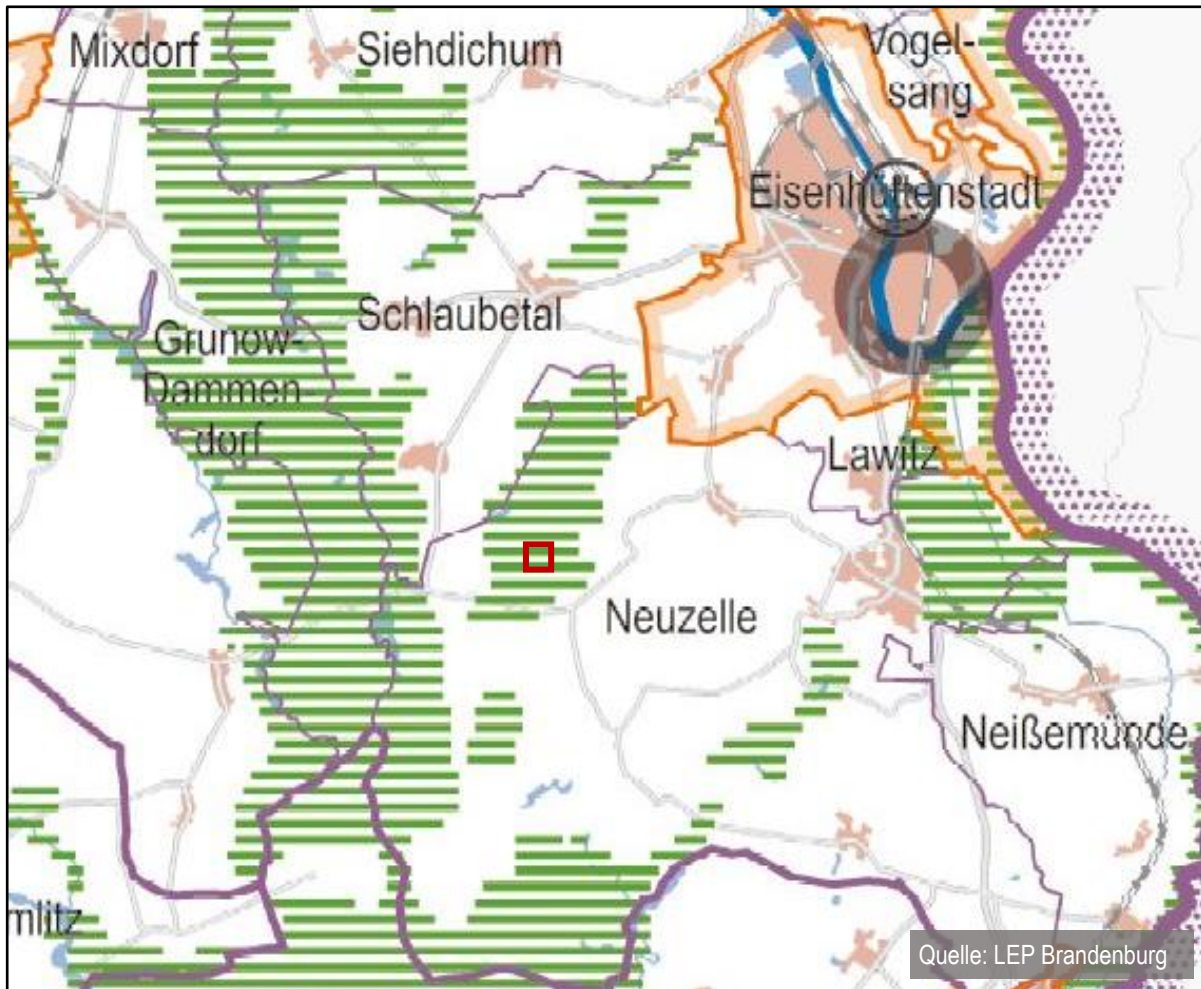 Mixdorf
Siehdichum
Vogel-
sang
Eisenhüttenstadt
Schlaubetal
Grunow-
Dammen-
dorf
Lawitz
Neuzelle
Neißemünde
mlitz
Quelle: LEP Brandenburg